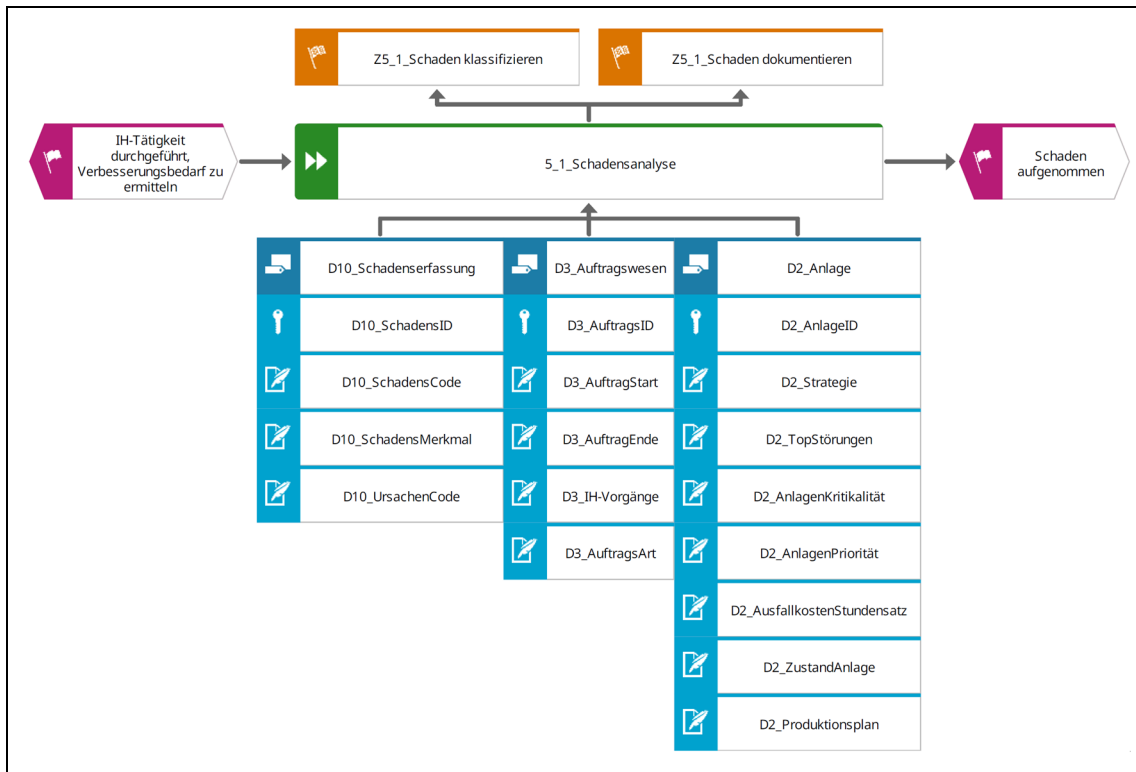 Z5_1_Schaden klassifizieren
Z5_1_Schaden dokumentieren
IH-Tätigkeit
durchgeführt,
Verbesserungsbedarf zu
ermitteln
5_1_Schadensanalyse
Schaden
aufgenommen
D10_Schadenserfassung
D3_Auftragswesen
D2_Anlage
D10_SchadensID
D3_AuftragsID
D2_AnlageID
D10_SchadensCode
D3_AuftragStart
D2_Strategie
D10_SchadensMerkmal
D3_AuftragEnde
D2_TopStörungen
D10_UrsachenCode
D3_IH-Vorgänge
D2_AnlagenKritikalität
D3_AuftragsArt
D2_AnlagenPriorität
D2_AusfallkostenStundensatz
D2_ZustandAnlage
D2_Produktionsplan